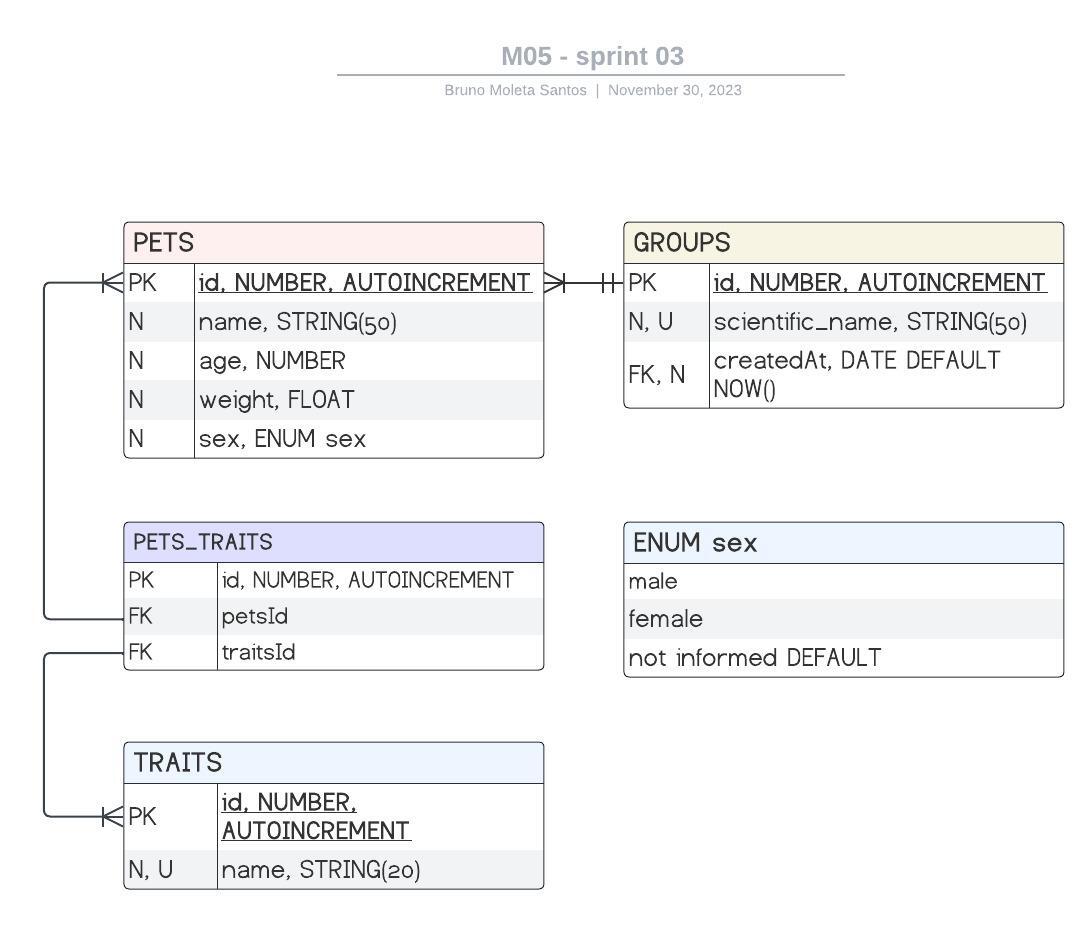 M05 - sprint 03
Bruno Moleta Santos | November 30, 2023
PETS
PK id, NUMBER, AUTOINCREMENT
N name, STRING(50)
N age, NUMBER
N weight, FLOAT
N sex, ENUM sex
GROUPS
PK id, NUMBER, AUTOINCREMENT
N, U scientific_name, STRING(50)
FK, N createdAt, DATE DEFAULT
NOW()
PETS_TRAITS
PK id, NUMBER, AUTOINCREMENT
FK petsId
FK traitsId
ENUM sex
male
female
not informed DEFAULT
TRAITS
PK id, NUMBER,
AUTOINCREMENT
N, U name, STRING(20)